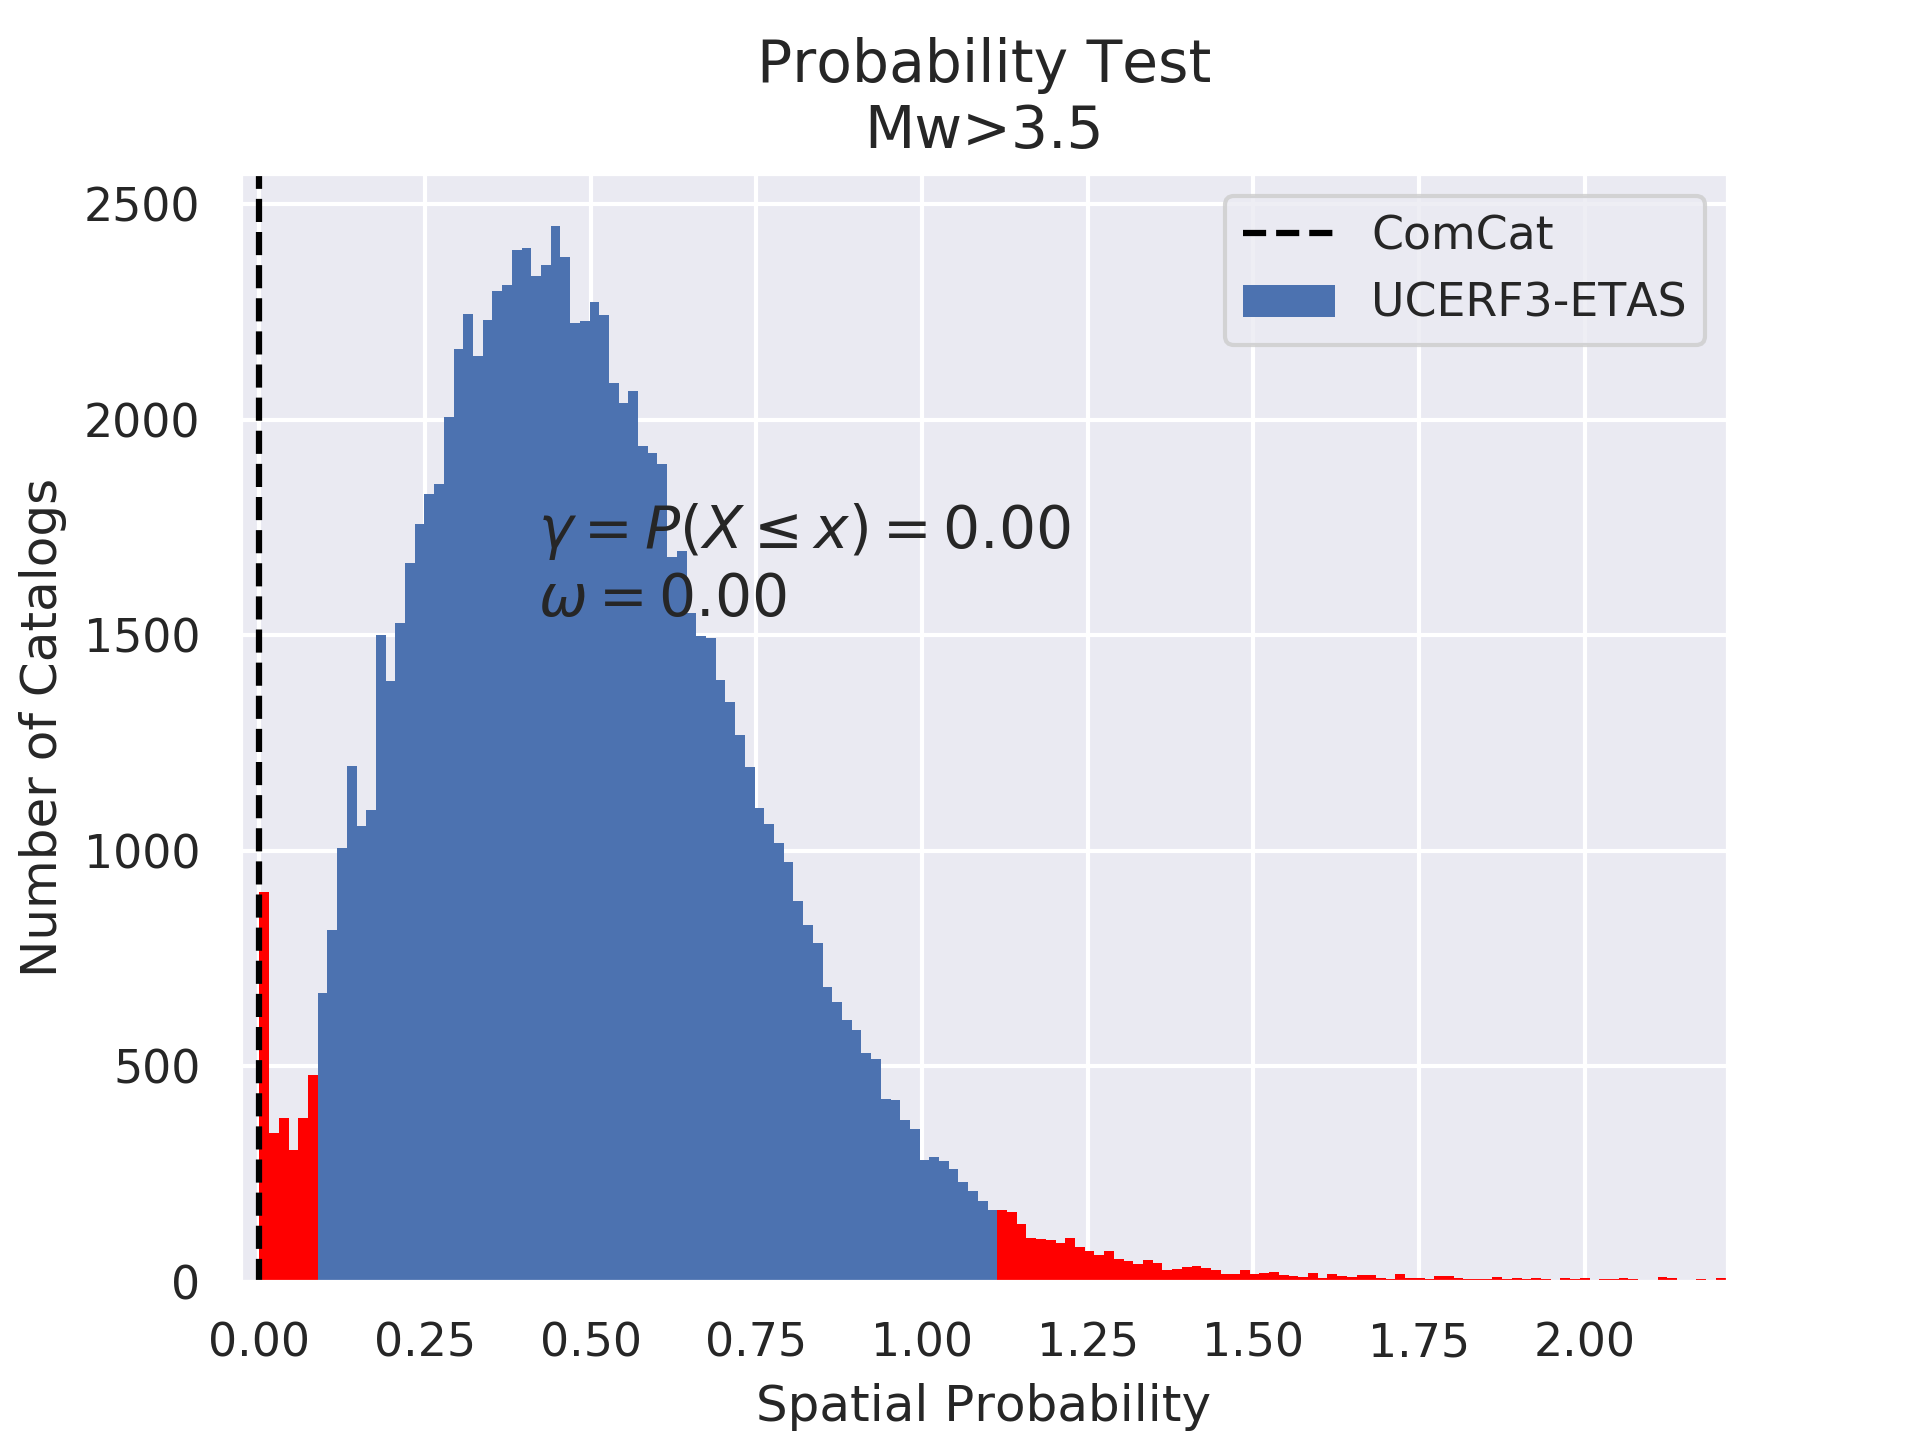 Probability Test
Mw>3.5
2500
2000
1500
1000
500
0
Number of Catalogs
ComCat
UCERF3-ETAS
γ = P(X ≤ x) = 0.00
ω = 0.00
0.00 0.25 0.50 0.75 1.00 1.25 1.50 1.75 2.00
Spatial Probability